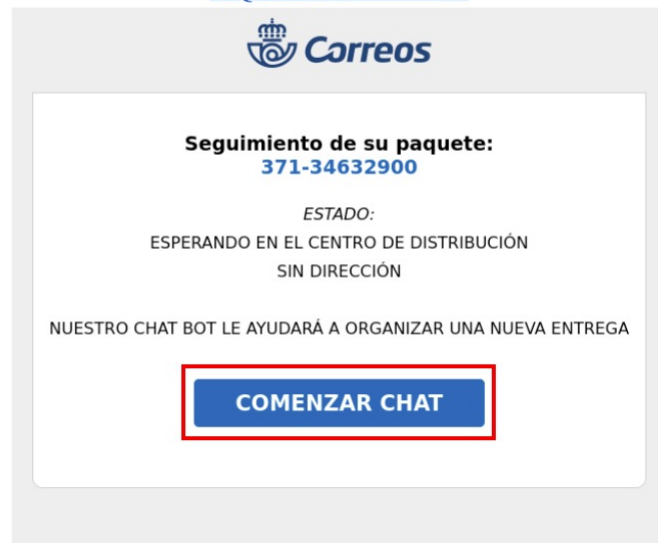 Correos
Seguimiento de su paquete:
371-34632900
ESTADO:
ESPERANDO EN EL CENTRO DE DISTRIBUCIÓN
SIN DIRECCIÓN
NUESTRO CHAT BOT LE AYUDARÁ A ORGANIZAR UNA NUEVA ENTREGA
COMENZAR CHAT